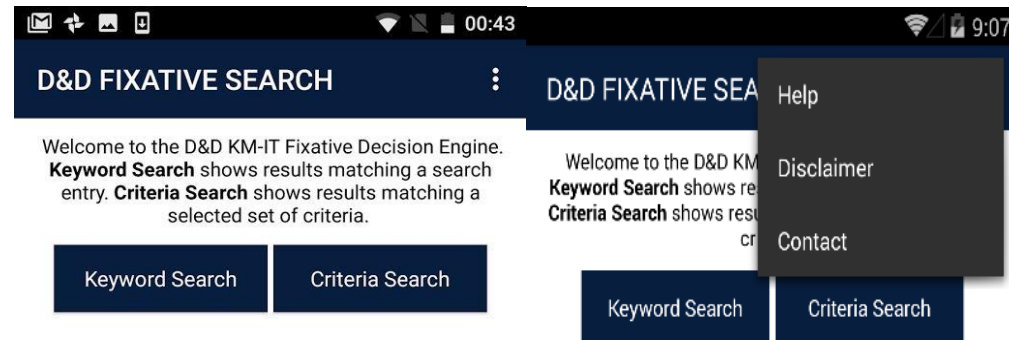 00:43
D&D FIXATIVE SEARCH
Welcome to the D&D KM-IT Fixative Decision Engine.
Keyword Search shows results matching a search
entry. Criteria Search shows results matching a
selected set of criteria.
Keyword Search
Criteria Search
9:07
D&D FIXATIVE SEA
Help
Disclaimer
Contact
Welcome to the D&D KM
Keyword Search shows re
Criteria Search shows resu
cr
Keyword Search
Criteria Search